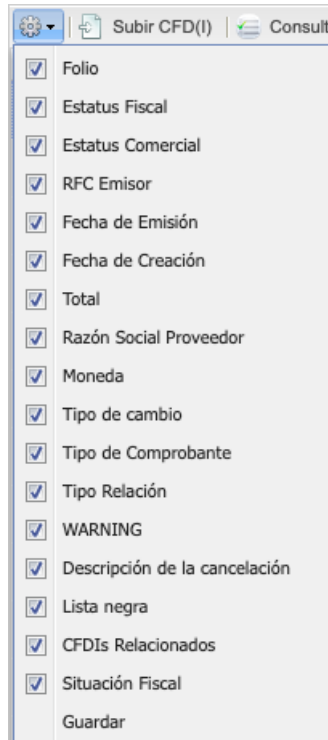 Subir CFD(I) | Consult
Folio
Estatus Fiscal
Estatus Comercial
RFC Emisor
Fecha de Emisión
Fecha de Creación
Total
Razón Social Proveedor
Moneda
Tipo de cambio
Tipo de Comprobante
Tipo Relación
WARNING
Descripción de la cancelación
Lista negra
CFDIs Relacionados
Situación Fiscal
Guardar